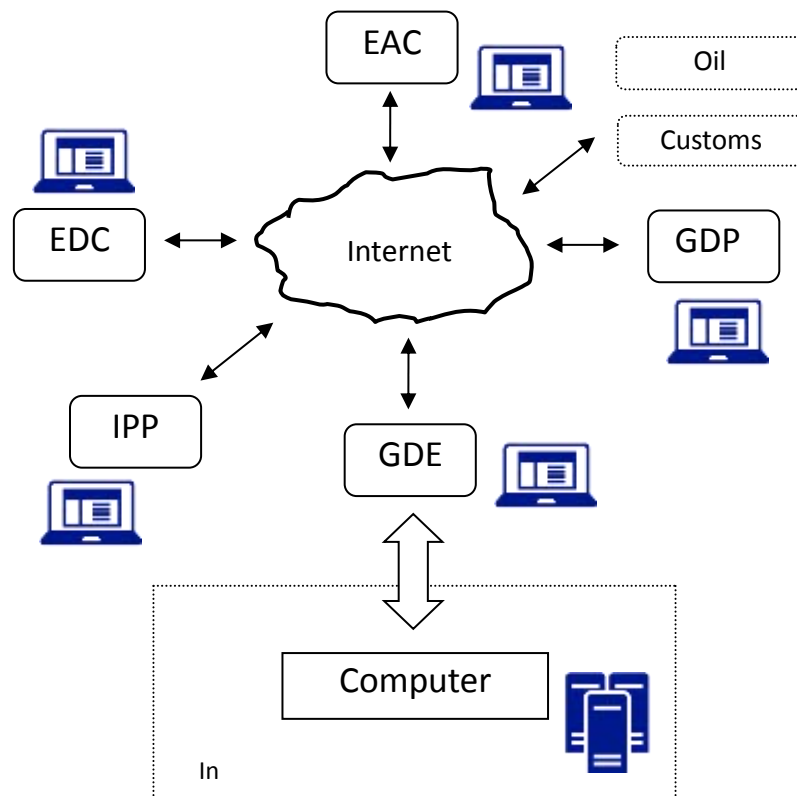 EAC
Oil
Customs
EDC
Internet
GDP
IPP
GDE
Computer
In